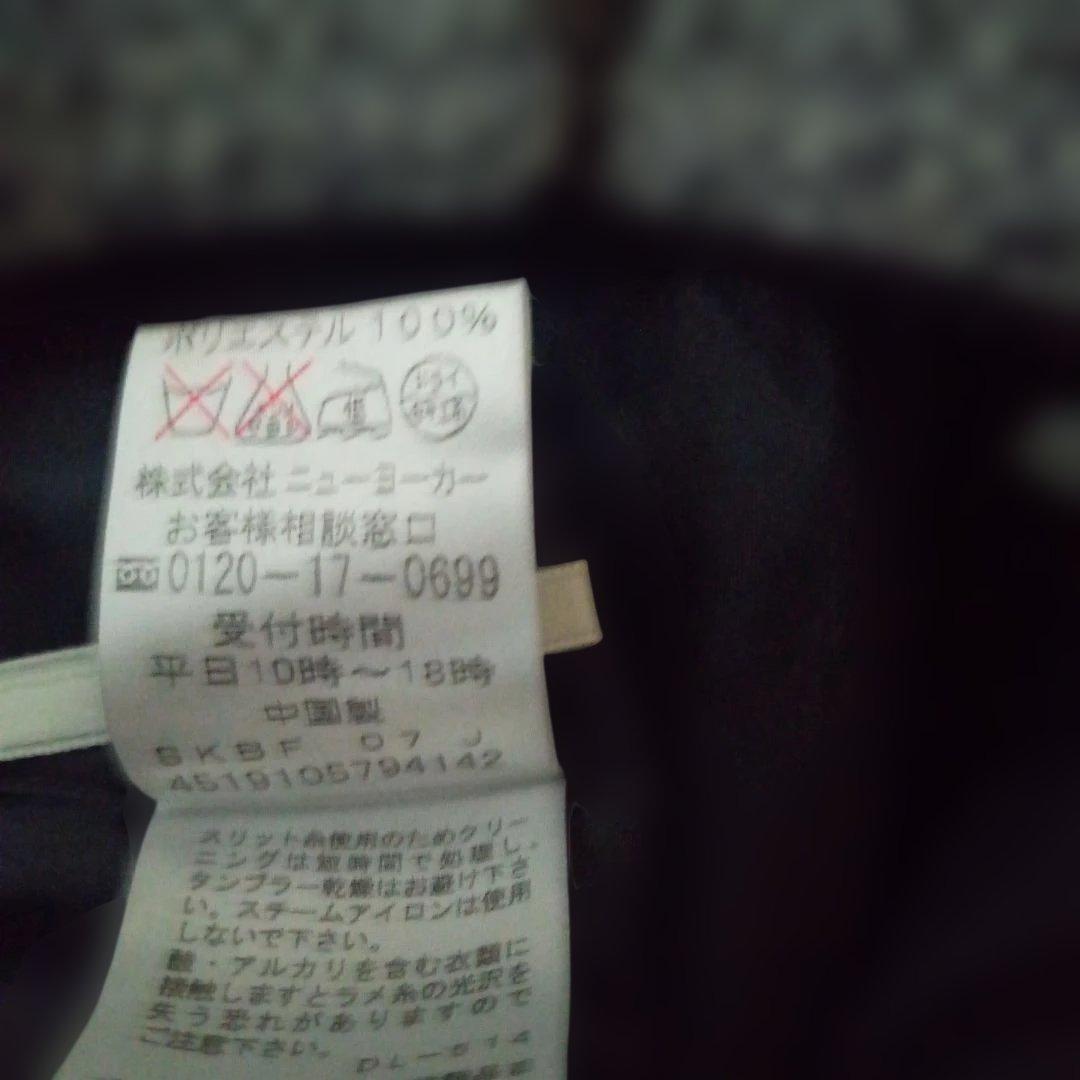 ポリエステル100%
低
ドライ
株式会社ニューヨーカー
お客様相談窓口
0120-17-0699
受付時間
平日10時~18時
中国製
SKBF 07 J
4519105794142
スリット糸使用のためクリー
ニングは短時間で処理し、
タンブラー乾燥はお避け下さ
い。スチームアイロンは使用
しないで下さい。
酸・アルカリを含む衣類に
接触しますとラメ糸の光沢を
失う恐れがありますので
ご注意下さい。
DL-514